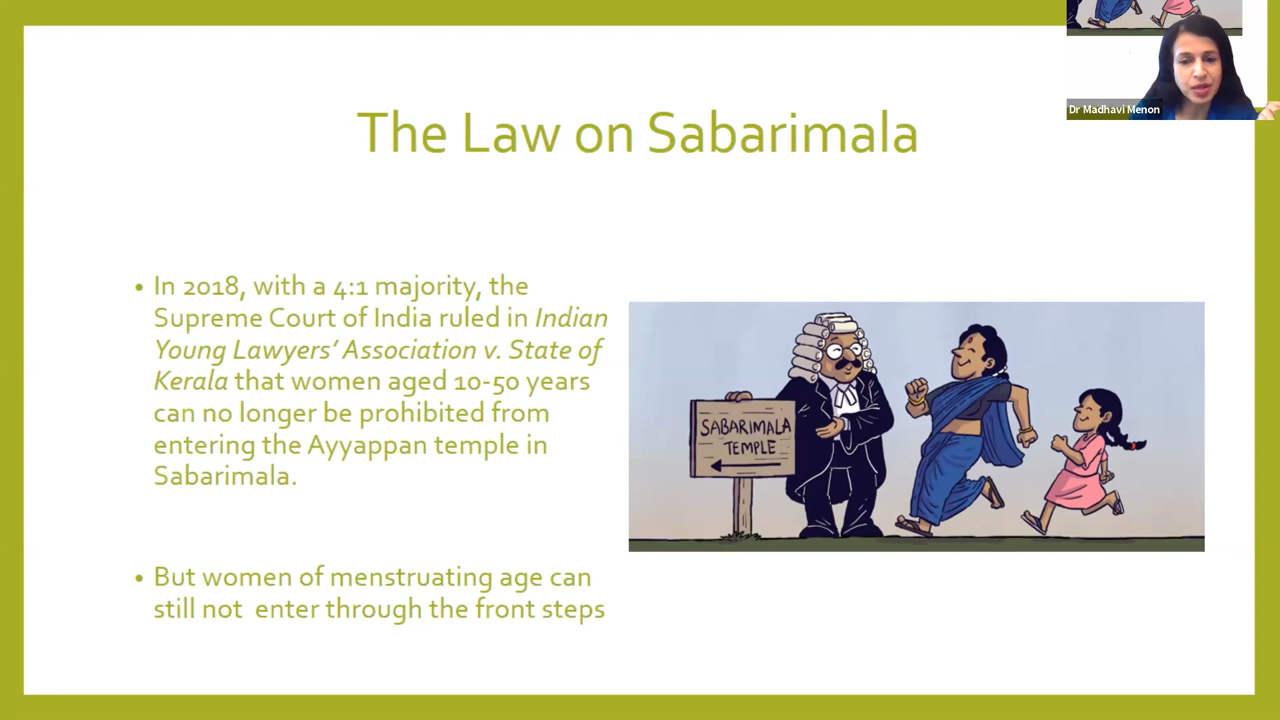 Dr Madhavi Menon
The Law on Sabarimala
• In 2018, with a 4:1 majority, the
Supreme Court of India ruled in Indian
Young Lawyers’ Association v. State of
Kerala that women aged 10-50 years
can no longer be prohibited from
entering the Ayyappan temple in
Sabarimala.
• But women of menstruating age can
still not  enter through the front steps
SABARIMALA
TEMPLE